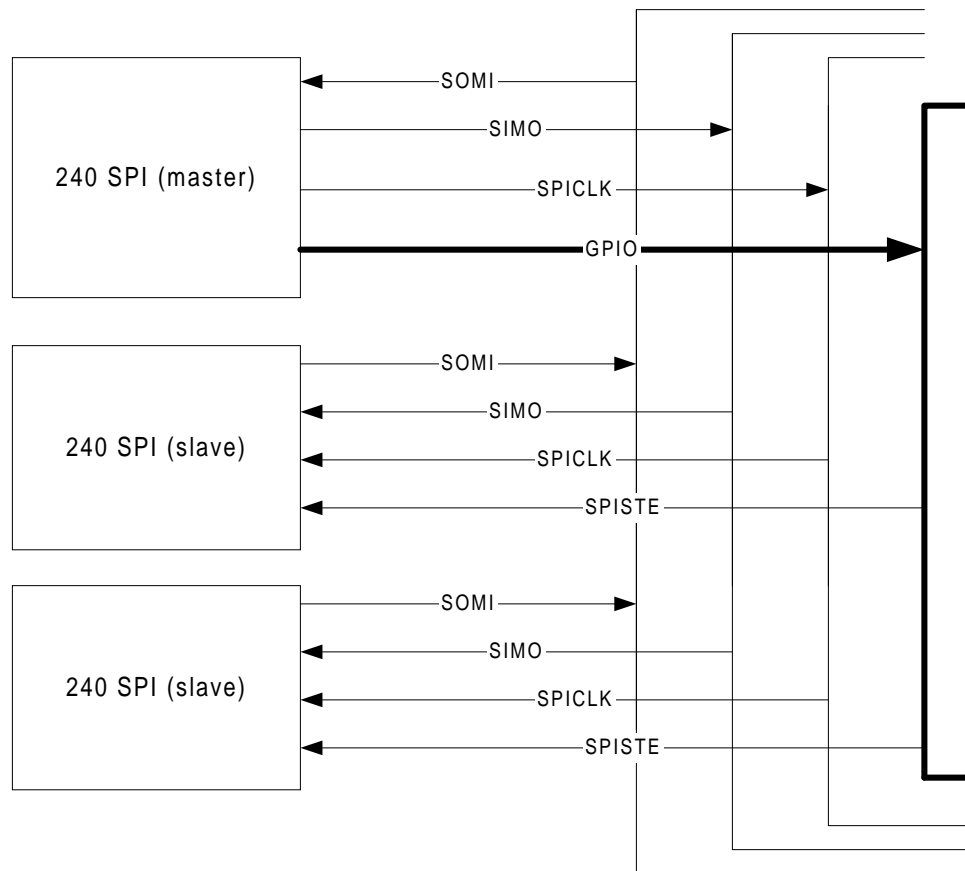 SOMI
SIMO
240 SPI (master)
SPICLK
GPIO
SOMI
SIMO
240 SPI (slave)
SPICLK
SPISTE
SOMI
SIMO
240 SPI (slave)
SPICLK
SPISTE